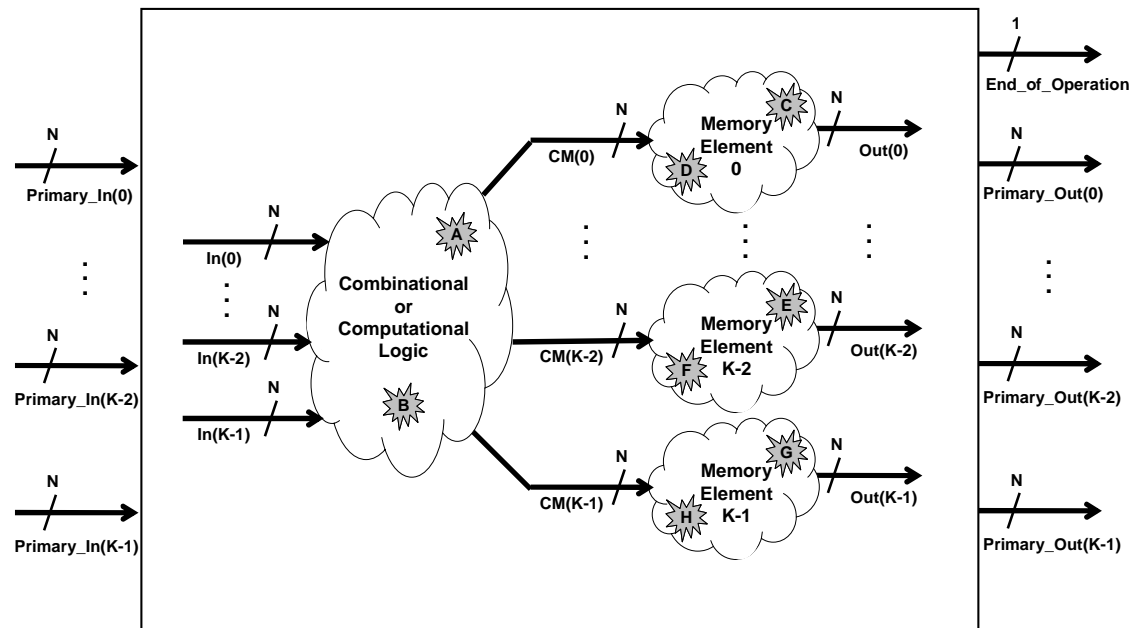 1
End_of_Operation
N
Primary_In(0)
N
CM(0)
C
Memory
Element
0
D
N
Out(0)
N
Primary_Out(0)
N
In(0)
A
Combinational
or
Computational
Logic
B
N
Primary_In(K-2)
N
In(K-2)
N
In(K-1)
N
CM(K-2)
E
Memory
Element
K-2
F
N
Out(K-2)
N
Primary_Out(K-2)
N
Primary_In(K-1)
N
CM(K-1)
G
Memory
Element
K-1
H
N
Out(K-1)
N
Primary_Out(K-1)